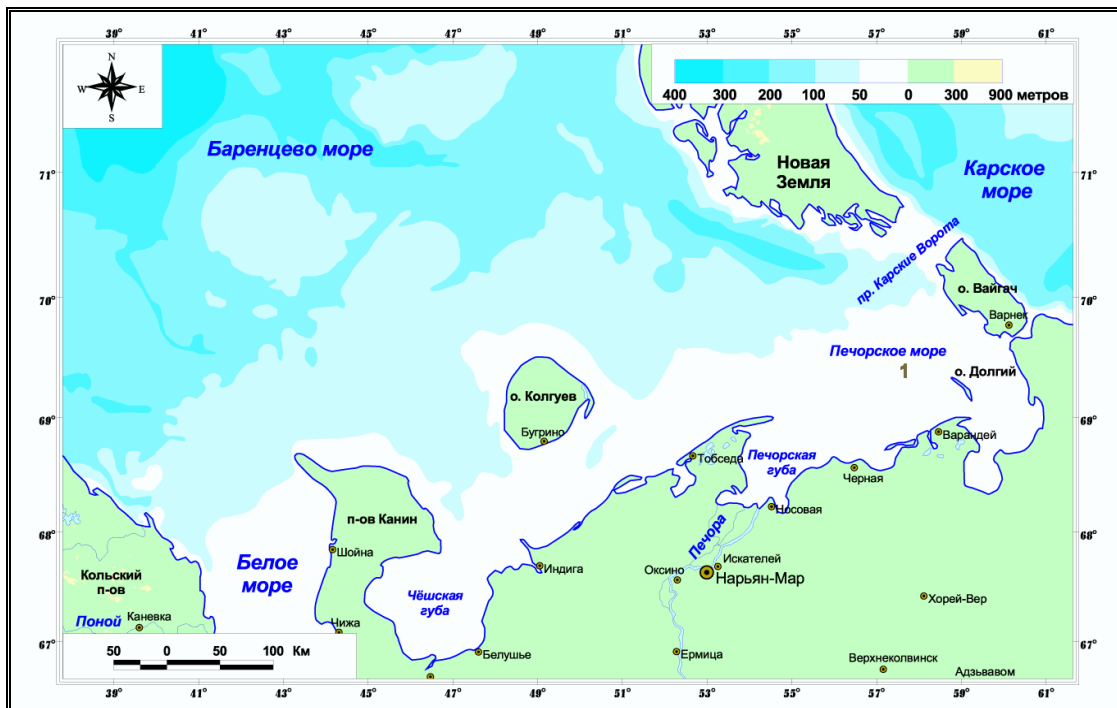 39° 41° 43° 45° 47° 49° 51° 53° 55° 57° 59° 61°
N
W E
S
400 300 200 100 50 0 300 900 метров
Баренцево море
Новая
Земля
Карское
море
71° 71°
пр. Карские Ворота
70° 70°
о. Вайгач
Варнек
Печорское море
1
о. Долгий
о. Колгуев
Бугрино
69° 69°
Варандей
Тобседа
Печорская
губа
Черная
Носовая
п-ов Канин
Печора
68° 68°
Шойна
Белое
море
Индига
Искателей
Оксино
Нарьян-Мар
Кольский
п-ов
Чёшская
губа
Хорей-Вер
Поной
Каневка
Чижа
67° 67°
50 0 50 100 Км
Белушье
Ермица
Верхнеколвинск
Адзьвавом
39° 41° 43° 45° 47° 49° 51° 53° 55° 57° 59° 61°